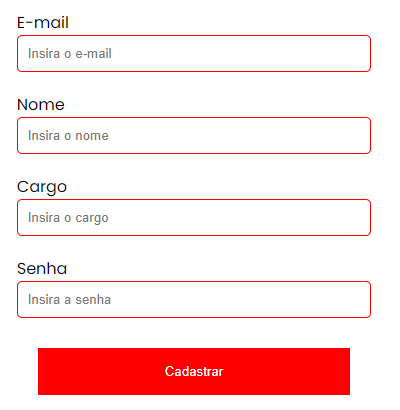 E-mail
Insira o e-mail
Nome
Insira o nome
Cargo
Insira o cargo
Senha
Insira a senha
Cadastrar